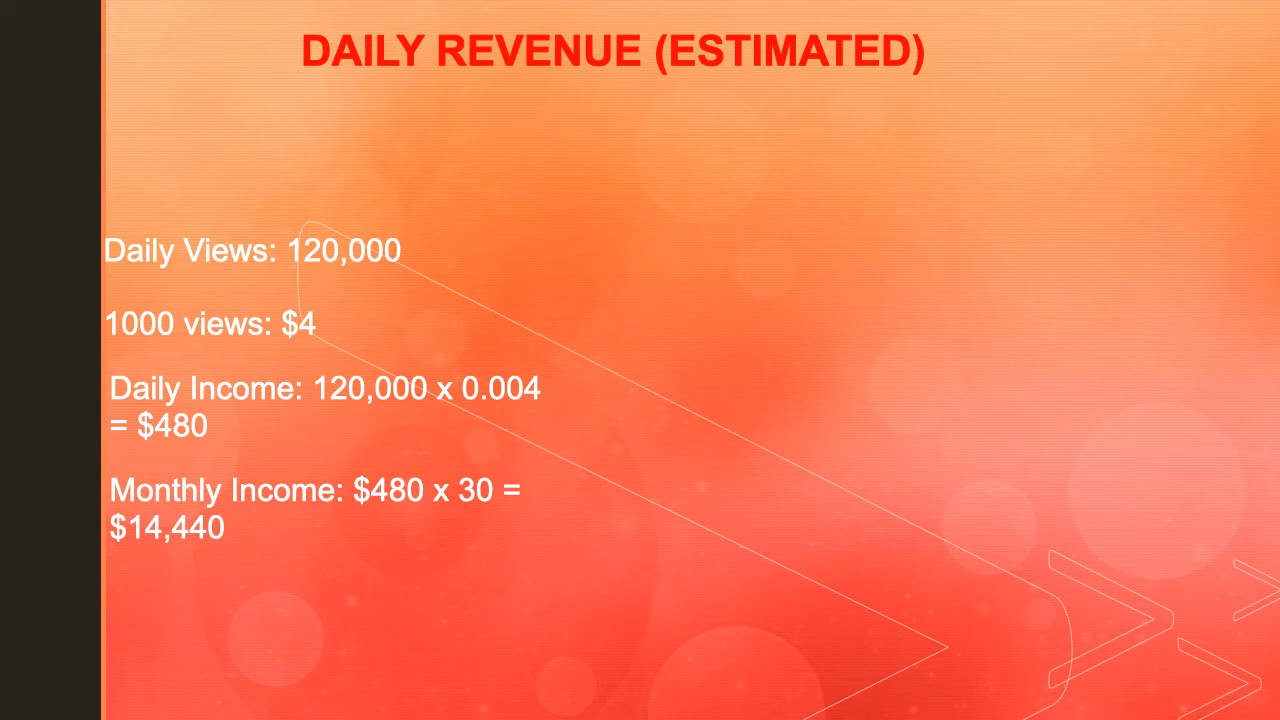 DAILY REVENUE (ESTIMATED)
Daily Views: 120,000
1000 views: $4
Daily Income: 120,000 x 0.004
= $480
Monthly Income: $480 x 30 =
$14,440